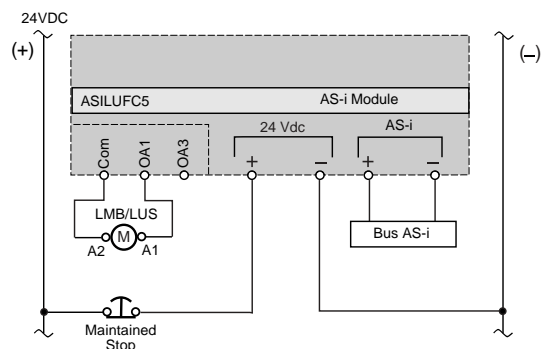 24VDC
(+)
(–)
ASILUFC5 AS-i Module
24 Vdc AS-i
Com OA1 OA3 + – + –
LMB/LUS
M
A2 A1
Bus AS-i
Maintained
Stop